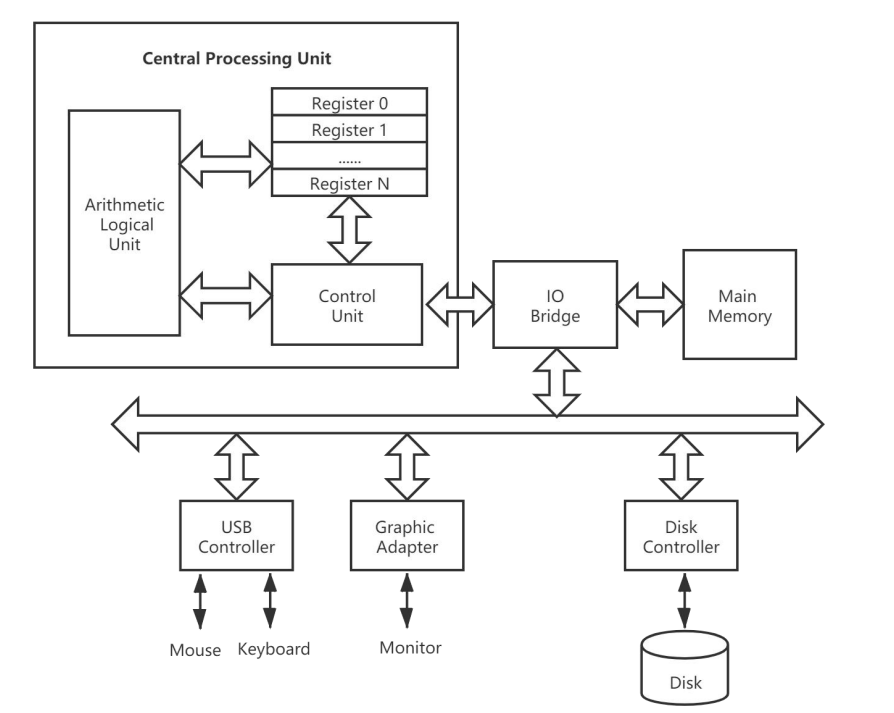 Central Processing Unit
Register 0
Register 1
......
Register N
Arithmetic
Logical
Unit
Control
Unit
IO
Bridge
Main
Memory
USB
Controller
Graphic
Adapter
Disk
Controller
Mouse
Keyboard
Monitor
Disk